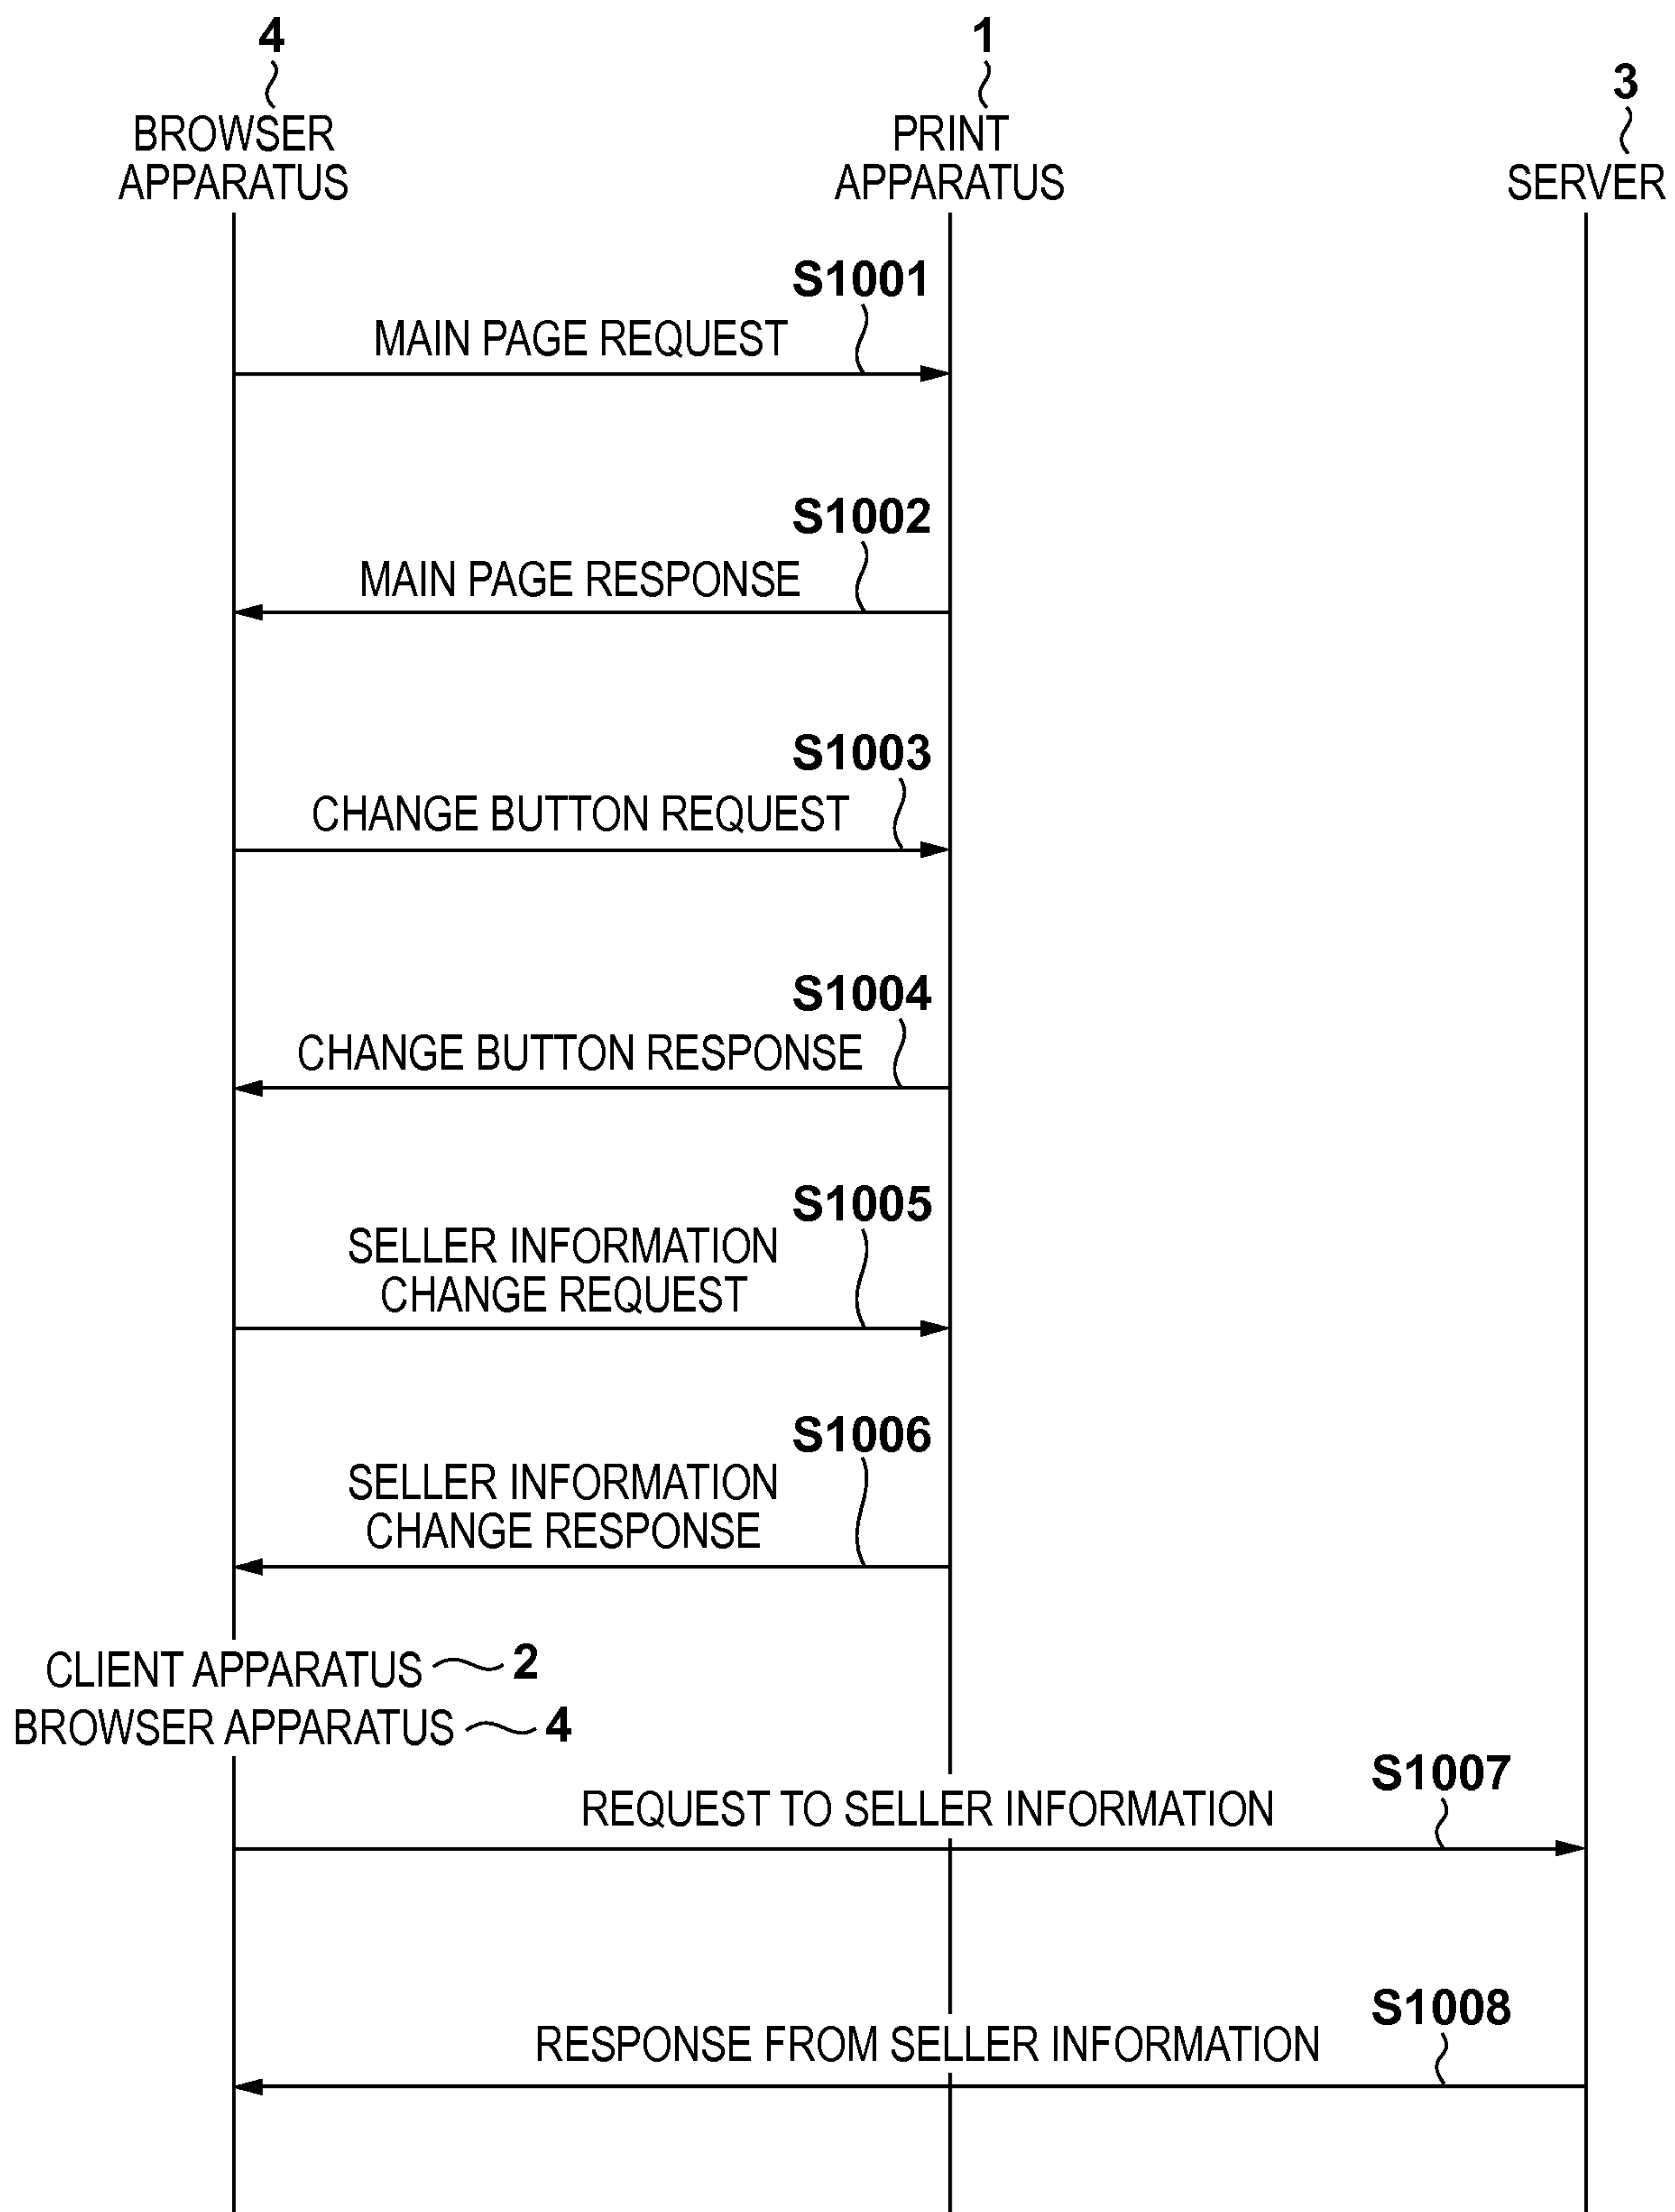 4
BROWSER
APPARATUS
1
PRINT
APPARATUS
3
SERVER
S1001
MAIN PAGE REQUEST
S1002
MAIN PAGE RESPONSE
S1003
CHANGE BUTTON REQUEST
S1004
CHANGE BUTTON RESPONSE
S1005
SELLER INFORMATION
CHANGE REQUEST
S1006
SELLER INFORMATION
CHANGE RESPONSE
CLIENT APPARATUS 2
BROWSER APPARATUS 4
S1007
REQUEST TO SELLER INFORMATION
S1008
RESPONSE FROM SELLER INFORMATION